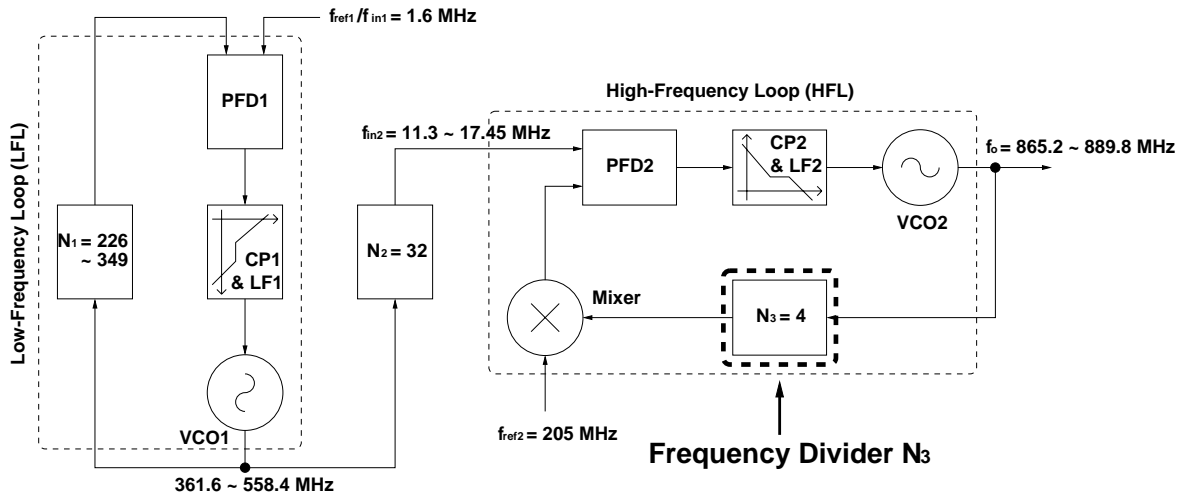 fref1/fin1 = 1.6 MHz
PFD1
Low-Frequency Loop (LFL)
N1 = 226
~ 349
CP1
& LF1
VCO1
361.6 ~ 558.4 MHz
N2 = 32
fin2 = 11.3 ~ 17.45 MHz
High-Frequency Loop (HFL)
PFD2
CP2
& LF2
VCO2
fo = 865.2 ~ 889.8 MHz
Mixer
N3 = 4
fref2 = 205 MHz
Frequency Divider N3